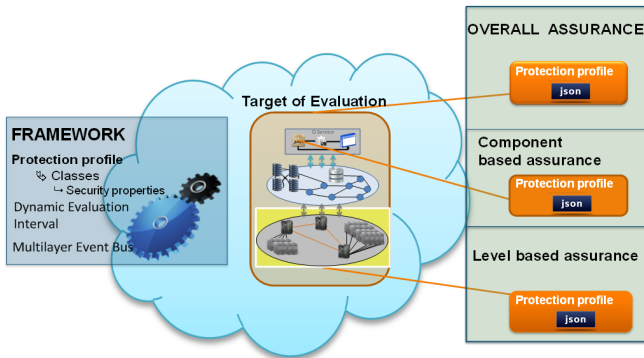 FRAMEWORK
Protection profile
Classes
Security properties
Dynamic Evaluation
Interval
Multilayer Event Bus
Target of Evaluation
OVERALL ASSURANCE
Protection profile
json
Component
based assurance
Protection profile
json
Level based assurance
Protection profile
json